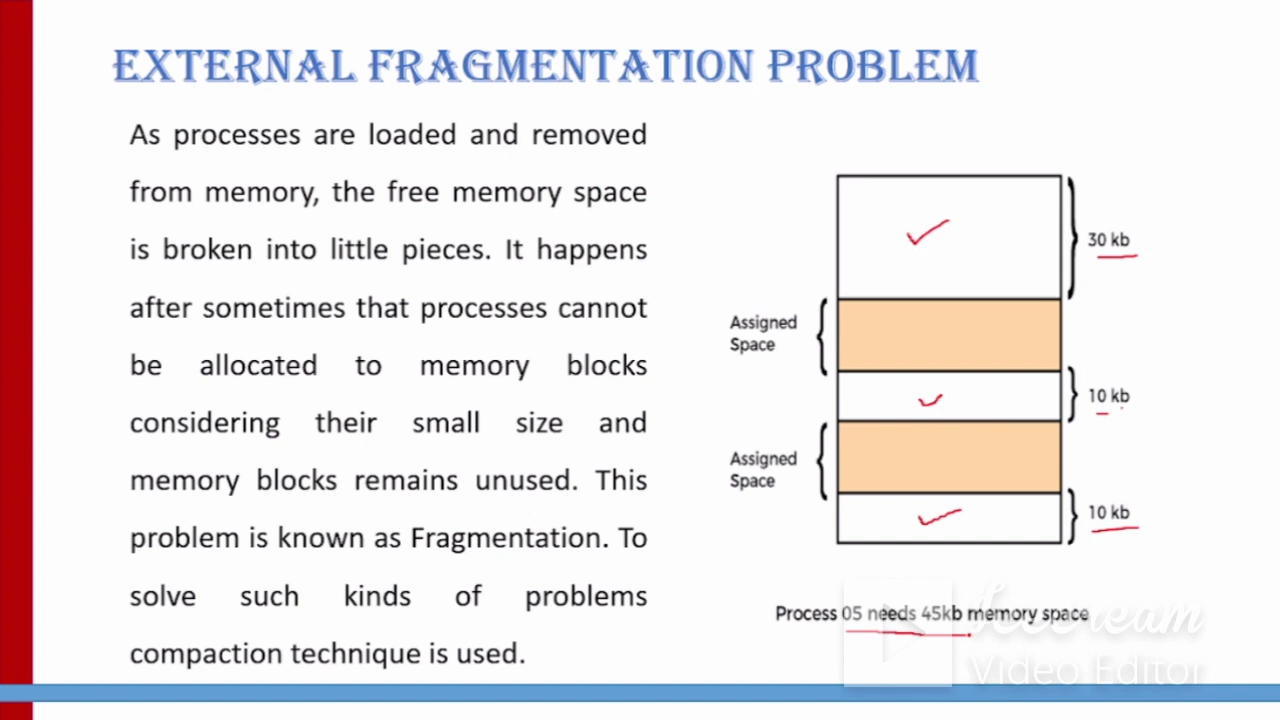 EXTERNAL FRAGMENTATION PROBLEM
As processes are loaded and removed
from memory, the free memory space
is broken into little pieces. It happens
after sometimes that processes cannot
be allocated to memory blocks
considering their small size and
memory blocks remains unused. This
problem is known as Fragmentation. To
solve such kinds of problems
compaction technique is used.
30 kb
Assigned
Space
10 kb
Assigned
Space
10 kb
Process 05 needs 45kb memory space
Video Editor